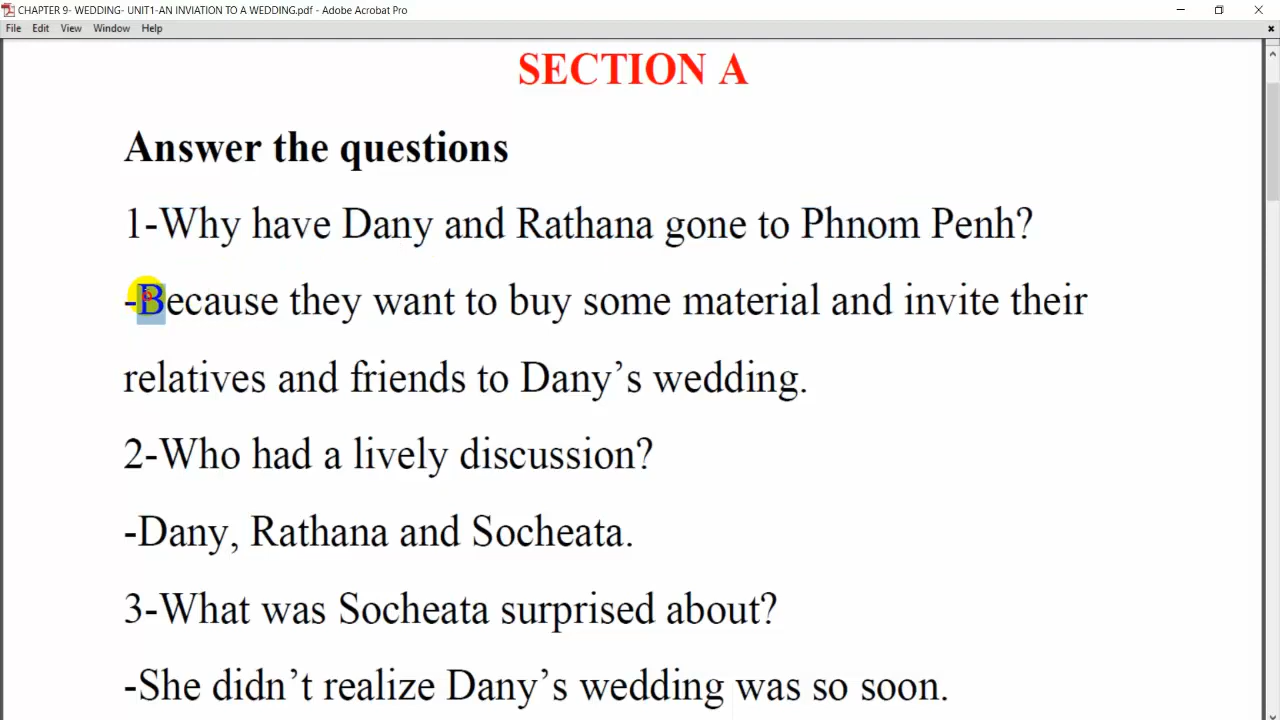 CHAPTER 9- WEDDING- UNIT1-AN INVIATION TO A WEDDING.pdf - Adobe Acrobat Pro
File Edit View Window Help
SECTION A
Answer the questions
1-Why have Dany and Rathana gone to Phnom Penh?
-Because they want to buy some material and invite their
relatives and friends to Dany’s wedding.
2-Who had a lively discussion?
-Dany, Rathana and Socheata.
3-What was Socheata surprised about?
-She didn’t realize Dany’s wedding was so soon.